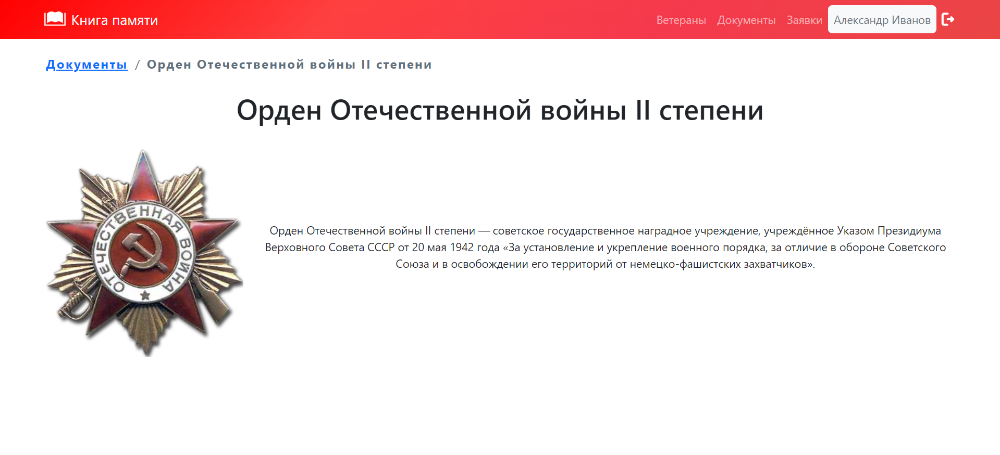 Книга памяти
Ветераны Документы Заявки Александр Иванов
Документы / Орден Отечественной войны II степени
Орден Отечественной войны II степени
ОТЕЧЕСТВЕННАЯ ВОЙНА
Орден Отечественной войны II степени — советское государственное наградное учреждение, учреждённое Указом Президиума
Верховного Совета СССР от 20 мая 1942 года «За установление и укрепление военного порядка, за отличие в обороне Советского
Союза и в освобождении его территорий от немецко-фашистских захватчиков».